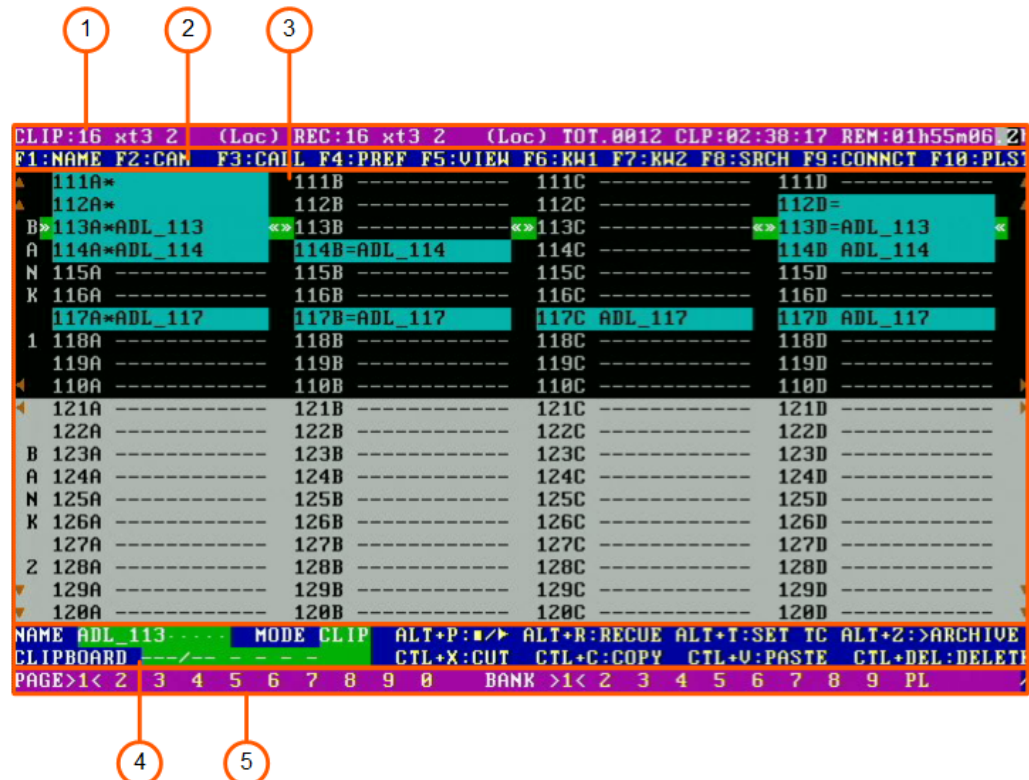 1 2 3
CLIP:16 xt3 2 (Loc) REC:16 xt3 2 (Loc) TOT.0012 CLP:02:38:17 REM:01h55m06
F1:NAME F2:CAM F3:CALL F4:PREF F5:VIEW F6:KW1 F7:KW2 F8:SRCH F9:CONNCT F10:PLST
111A* 111B ------------ 111C ------------ 111D ------------
112A* 112B ------------ 112C ------------ 112D=
B»113A*ADL_113 «»113B ------------ «»113C ------------ «»113D=ADL_113 «
A 114A*ADL_114 114B=ADL_114 114C ------------ 114D ADL_114
N 115A ------------ 115B ------------ 115C ------------ 115D ------------
K 116A ------------ 116B ------------ 116C ------------ 116D ------------
117A*ADL_117 117B=ADL_117 117C ADL_117 117D ADL_117
1 118A ------------ 118B ------------ 118C ------------ 118D ------------
119A ------------ 119B ------------ 119C ------------ 119D ------------
110A ------------ 110B ------------ 110C ------------ 110D ------------
121A ------------ 121B ------------ 121C ------------ 121D ------------
122A ------------ 122B ------------ 122C ------------ 122D ------------
B 123A ------------ 123B ------------ 123C ------------ 123D ------------
A 124A ------------ 124B ------------ 124C ------------ 124D ------------
N 125A ------------ 125B ------------ 125C ------------ 125D ------------
K 126A ------------ 126B ------------ 126C ------------ 126D ------------
127A ------------ 127B ------------ 127C ------------ 127D ------------
2 128A ------------ 128B ------------ 128C ------------ 128D ------------
129A ------------ 129B ------------ 129C ------------ 129D ------------
120A ------------ 120B ------------ 120C ------------ 120D ------------
NAME ADL_113..... MODE CLIP ALT+P:∎/▶ ALT+R:RECUE ALT+T:SET TC ALT+Z:>ARCHIVE
CLIPBOARD ---/-- - - - - CTL+X:CUT CTL+C:COPY CTL+V:PASTE CTL+DEL:DELETE
PAGE>1< 2 3 4 5 6 7 8 9 0 BANK >1< 2 3 4 5 6 7 8 9 PL
4 5